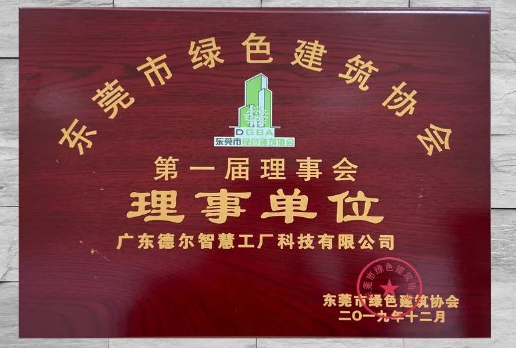 东莞市绿色建筑协会
DGBA
东莞市绿色建筑协会
第一届理事会
理事单位
广东德尔智慧工厂科技有限公司
东莞市绿色建筑协会
二〇一九年十二月